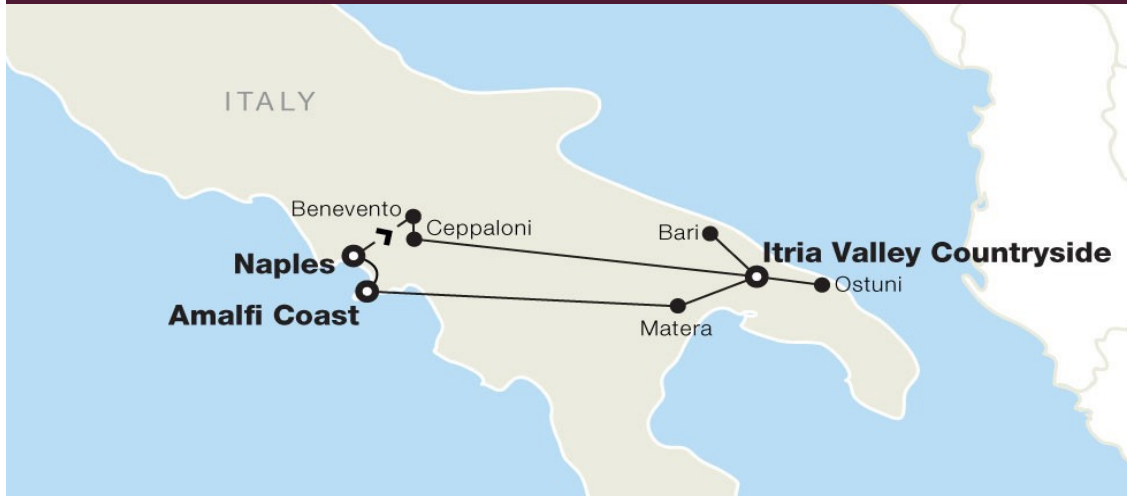 ITALY
Benevento
Ceppaloni
Bari
Naples
Itria Valley Countryside
Ostuni
Amalfi Coast
Matera